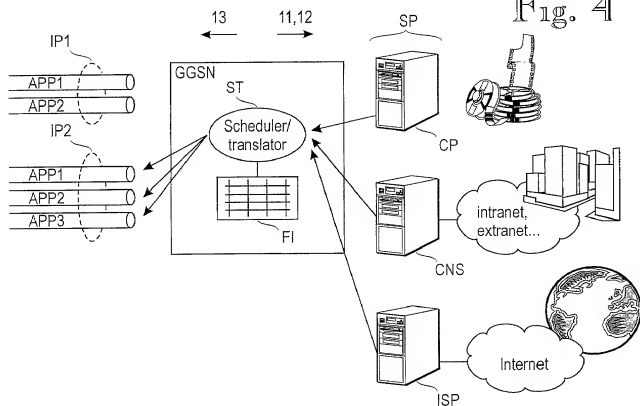 Fig. 4
13
11,12
SP
IP1
GGSN
ST
APP1
APP2
Scheduler/
translator
CP
IP2
APP1
APP2
APP3
FI
intranet,
extranet...
CNS
Internet
ISP